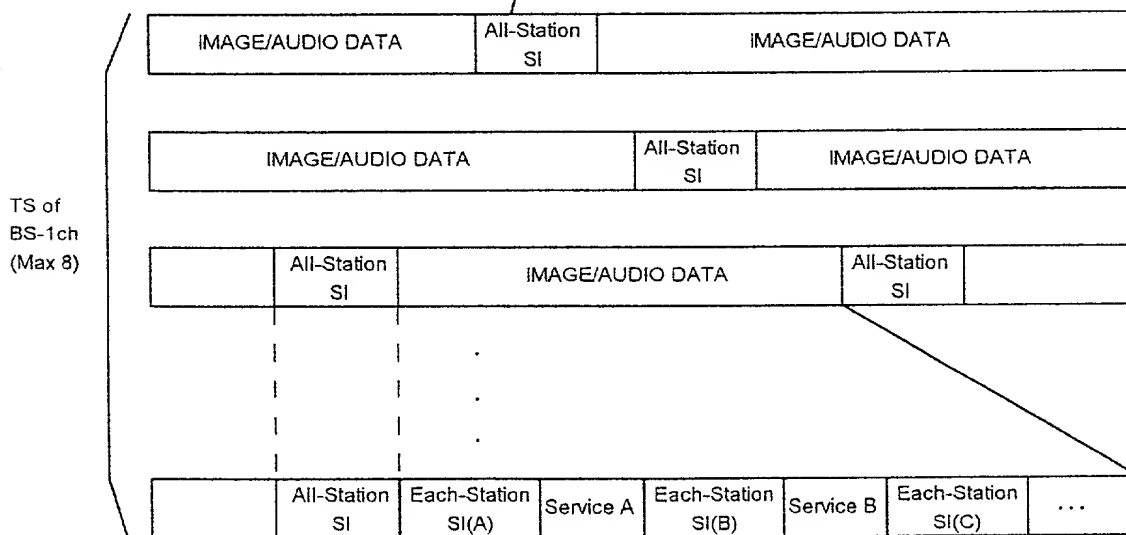 IMAGE/AUDIO DATA
All-Station
SI
IMAGE/AUDIO DATA
IMAGE/AUDIO DATA
All-Station
SI
IMAGE/AUDIO DATA
TS of
BS-1ch
(Max 8)
All-Station
SI
IMAGE/AUDIO DATA
All-Station
SI
All-Station
SI
Each-Station
SI(A)
Service A
Each-Station
SI(B)
Service B
Each-Station
SI(C)
...